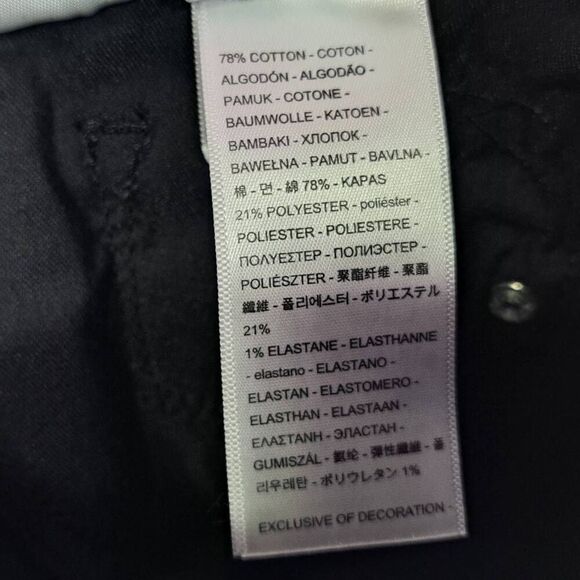 78% COTTON - COTON -
ALGODÓN - ALGODÃO -
PAMUK - COTONE -
BAUMWOLLE - KATOEN -
BAMBAKI - ХЛОПОК -
BAWEŁNA - PAMUT - BAVLNA -
棉 - 면 - 綿 78% - KAPAS
21% POLYESTER - poliéster -
POLIESTER - POLIESTERE -
ΠΟΛΥΕΣΤΕΡ - ПОЛИЭСТЕР -
POLIÉSZTER - 聚酯纤维 - 聚酯
纖維 - 폴리에스터 - ポリエステル
21%
1% ELASTANE - ELASTHANNE
- elastano - ELASTANO -
ELASTAN - ELASTOMERO -
ELASTHAN - ELASTAAN -
ΕΛΑΣΤΑΝΗ - ЭЛАСТАН -
GUMISZÁL - 氨纶 - 彈性纖維 - 폴
리우레탄 - ポリウレタン 1%
EXCLUSIVE OF DECORATION -